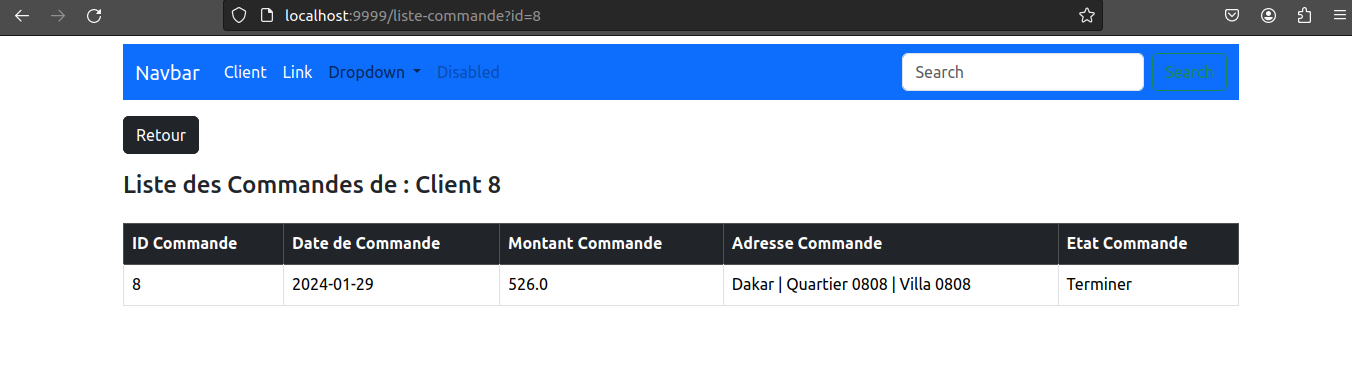 localhost:9999/liste-commande?id=8
Navbar Client Link Dropdown Disabled Search Search
Retour
Liste des Commandes de : Client 8
ID Commande Date de Commande Montant Commande Adresse Commande Etat Commande
8 2024-01-29 526.0 Dakar | Quartier 0808 | Villa 0808 Terminer